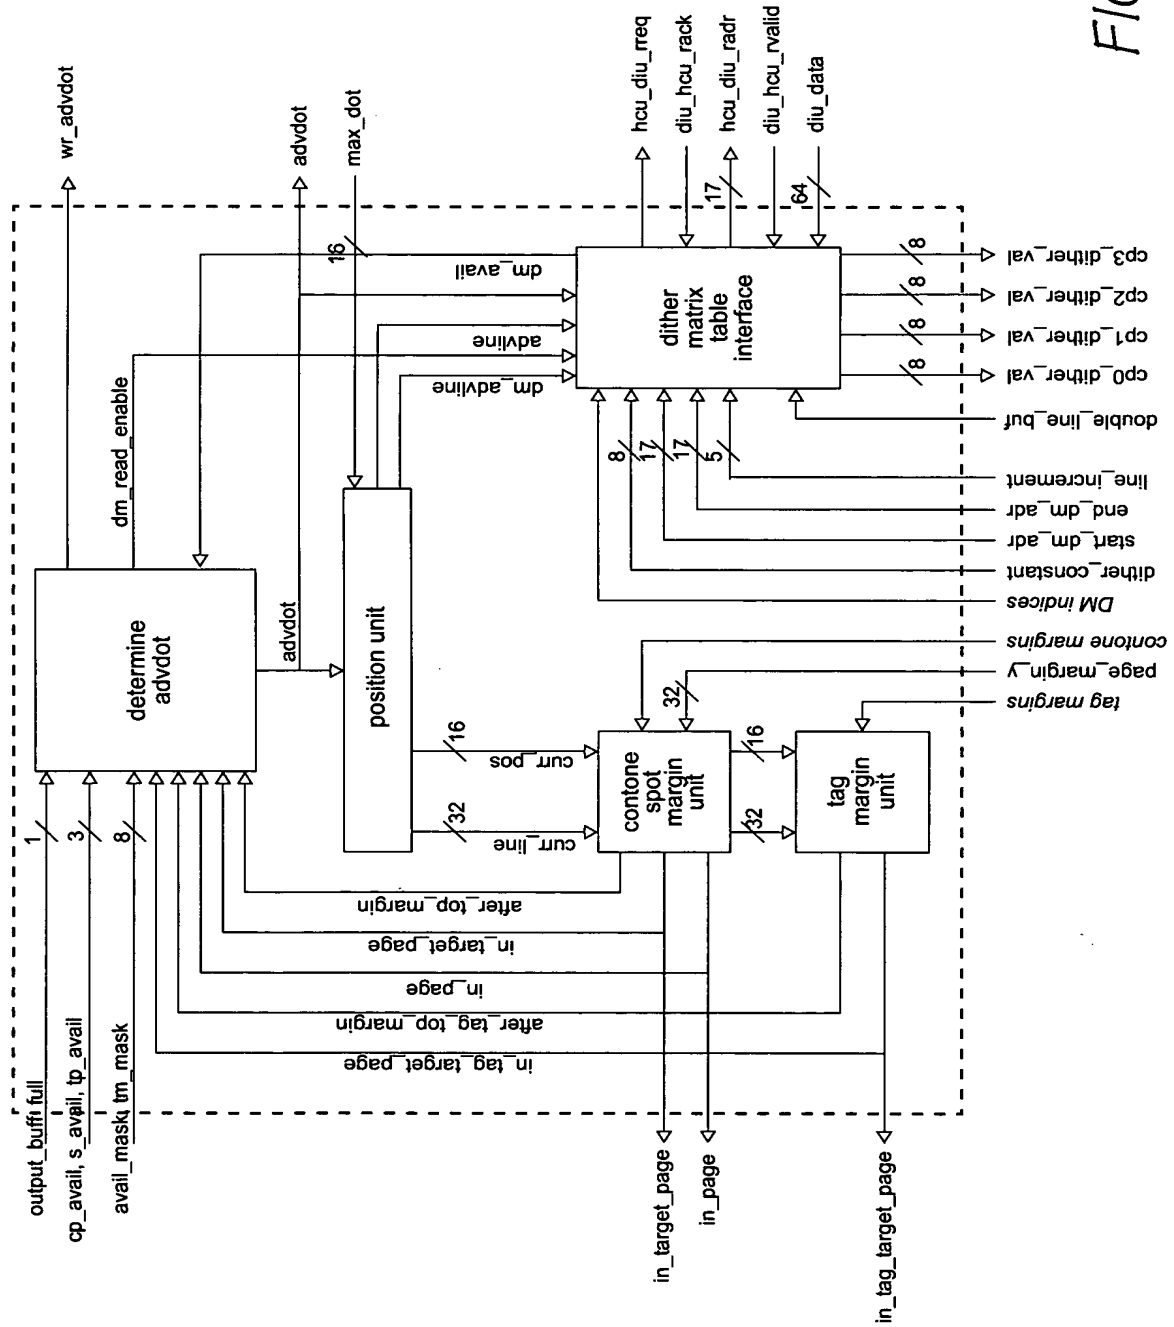 FIG
wr_advdot
advdot
max_dot
hcu_diu_rreq
diu_hcu_rack
hcu_diu_radr
diu_hcu_rvalid
diu_data
17
64
16
dm_read_enable
dm_avail
advline
dm_advline
determine
advdot
advdot
position unit
dither
matrix
table
interface
8
8
8
8
cp3_dither_val
cp2_dither_val
cp1_dither_val
cp0_dither_val
double_line_buf
line_increment
end_dm_adr
start_dm_adr
dither_constant
DM indices
8
17
17
5
contone margins
page_margin_y
tag margins
32
16
curr_pos
32
curr_line
contone
spot
margin
unit
16
32
tag
margin
unit
1
3
8
output_buff full
cp_avail, s_avail, tp_avail
avail_mask, tm_mask
after_top_margin
in_target_page
in_page
after_tag_top_margin
in_tag_target_page
in_target_page
in_page
in_tag_target_page